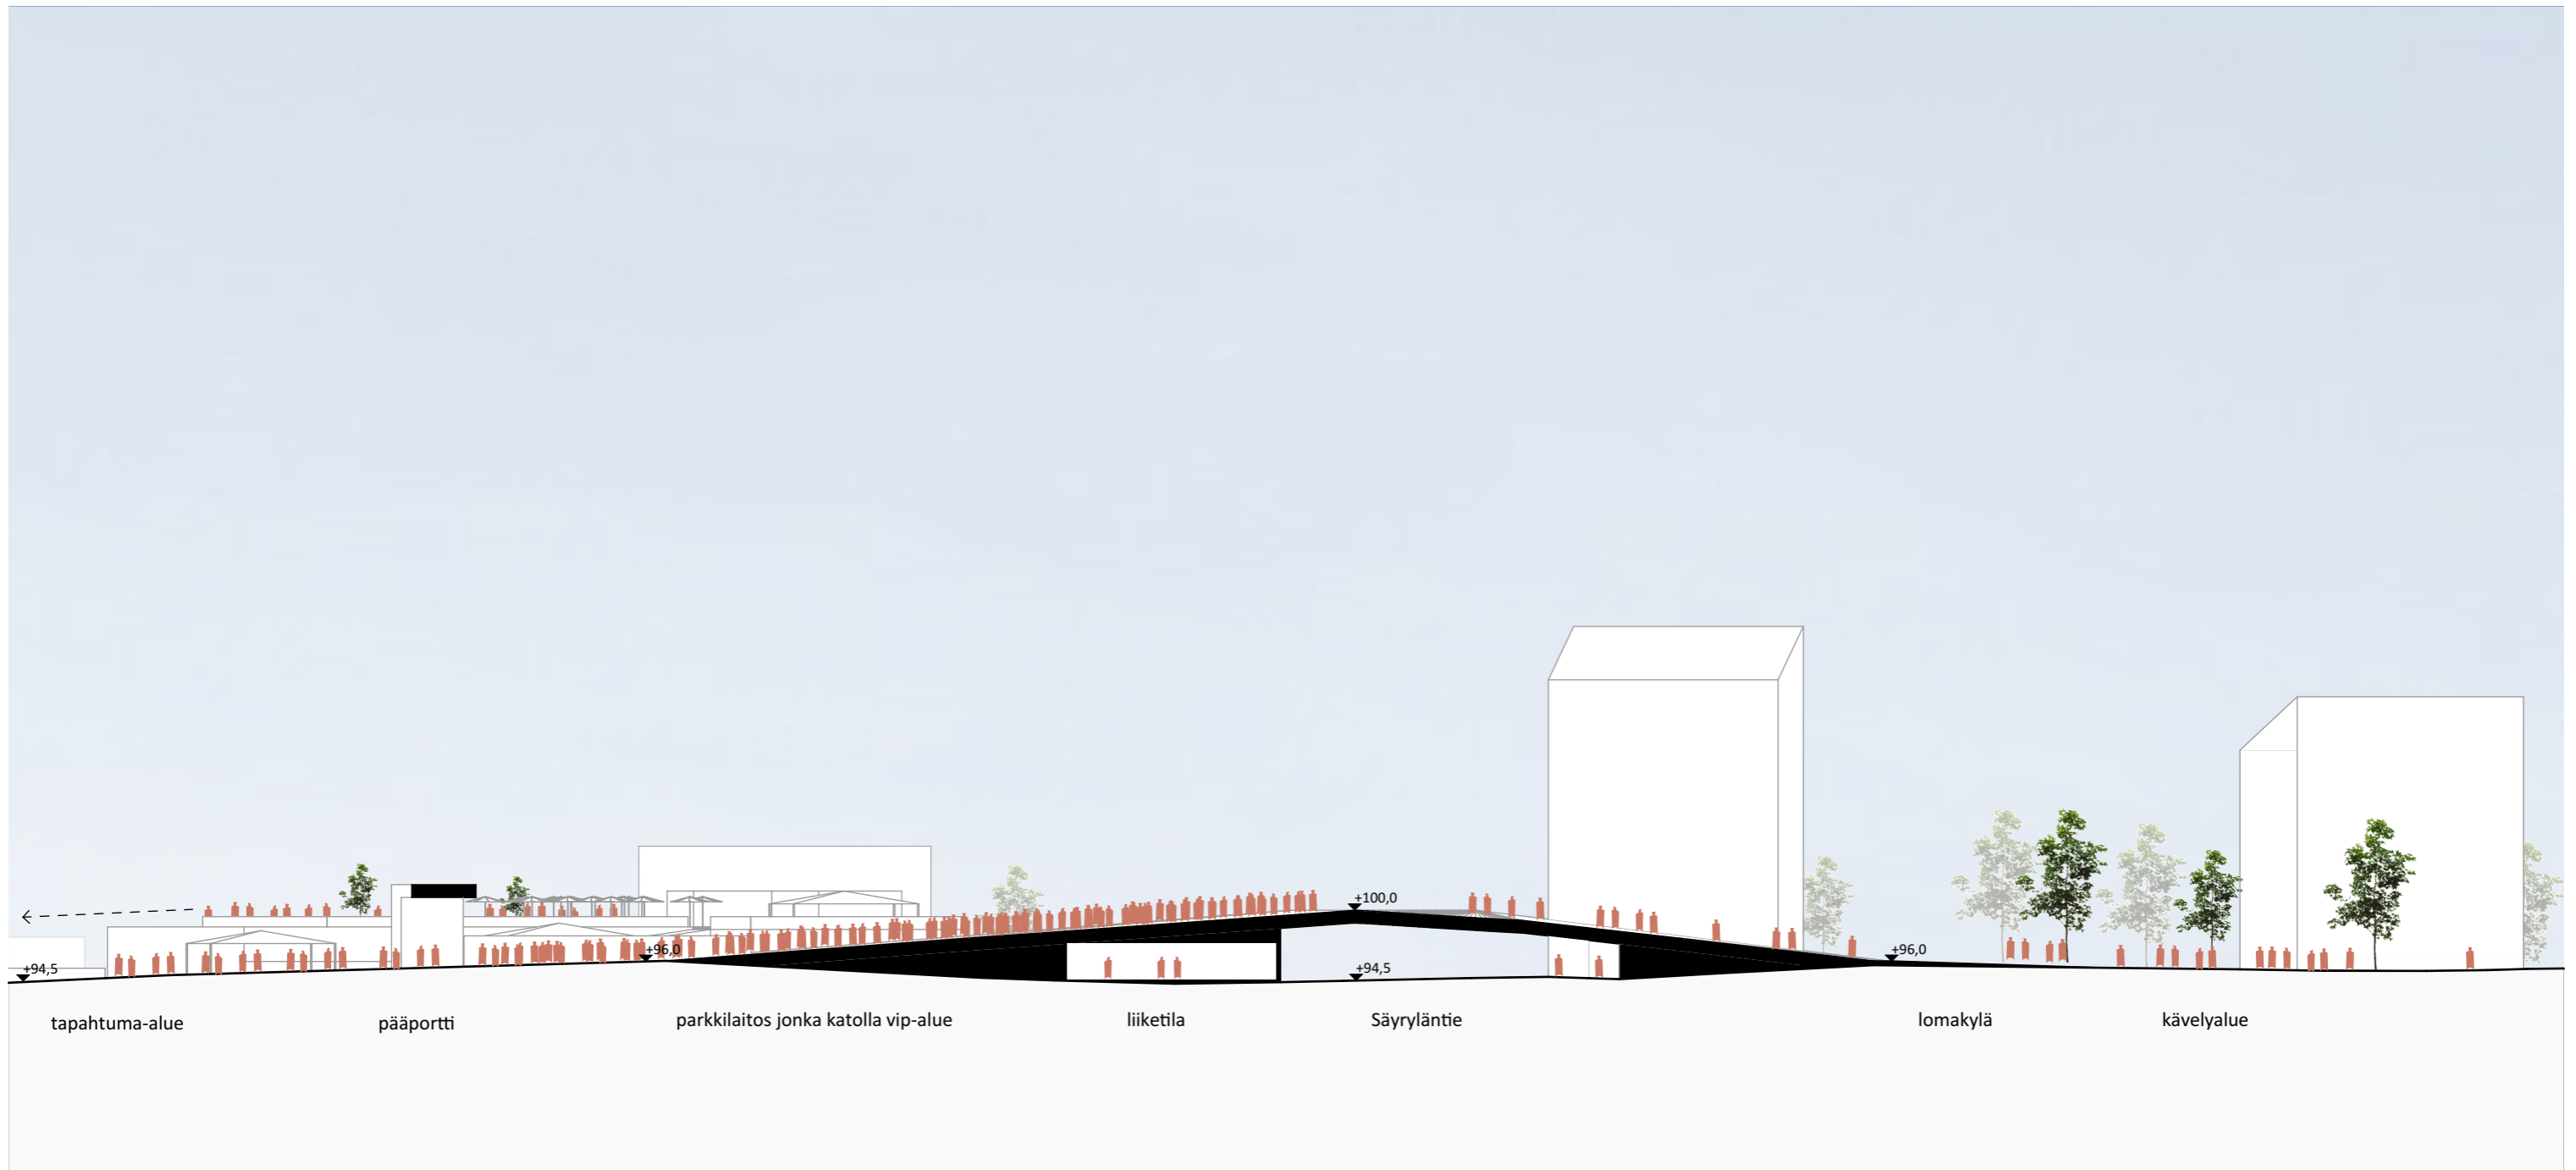 +100,0
+96,0
+96,0
+94,5
+94,5
tapahtuma-alue
pääportti
parkkilaitos jonka katolla vip-alue
liiketila
Säyryläntie
lomakylä
kävelyalue